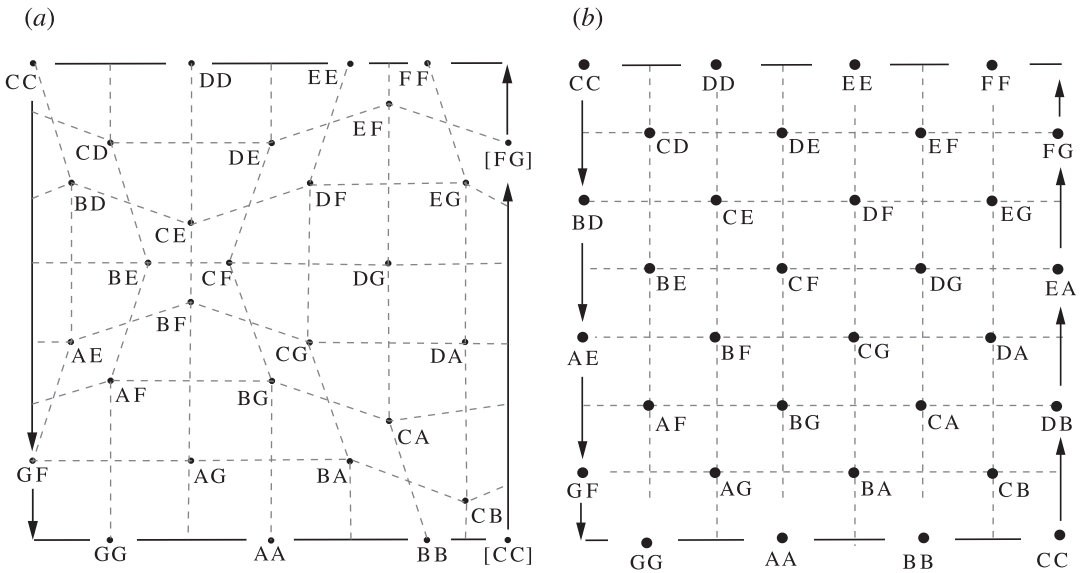 (a)
CC DD EE FF
CD DE EF [FG]
BD CE DF EG
BE CF DG
BF
AE CG DA
AF BG
CA
GF AG BA
CB
GG AA BB [CC]
(b)
CC DD EE FF
CD DE EF FG
BD CE DF EG
BE CF DG EA
AE BF CG DA
AF BG CA DB
GF AG BA CB
GG AA BB CC